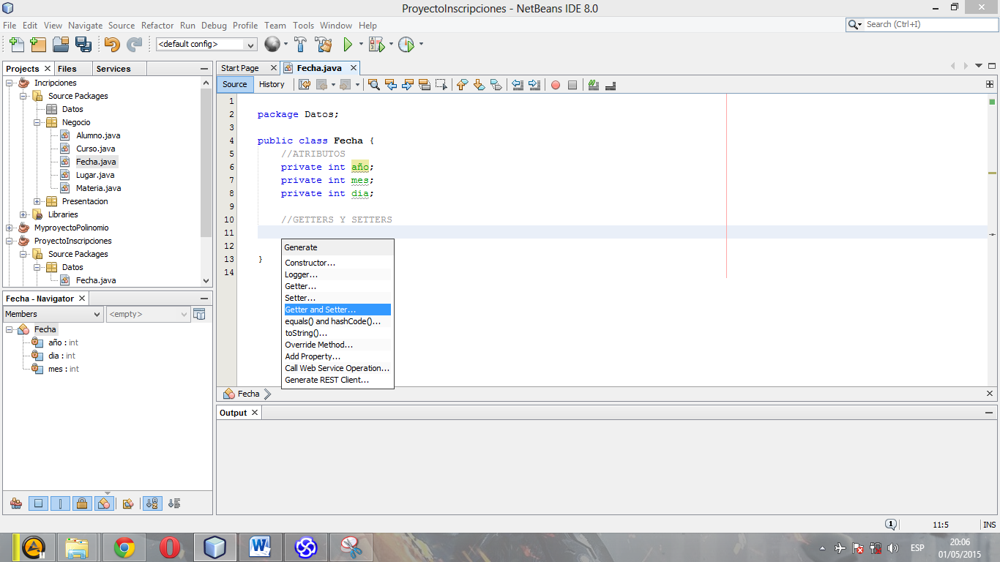 ProyectoInscripciones - NetBeans IDE 8.0
File Edit View Navigate Source Refactor Run Debug Profile Team Tools Window Help
Search (Ctrl+I)
<default config>
Projects Files Services
Incripciones
Source Packages
Datos
Negocio
Alumno.java
Curso.java
Fecha.java
Lugar.java
Materia.java
Presentacion
Libraries
MyproyectoPolinomio
ProyectoInscripciones
Source Packages
Datos
Fecha.java
Fecha - Navigator
Members <empty>
Fecha
año : int
dia : int
mes : int
Start Page Fecha.java
Source History
1
2 package Datos;
3
4 public class Fecha {
5 //ATRIBUTOS
6 private int año;
7 private int mes;
8 private int dia;
9
10 //GETTERS Y SETTERS
11
12
13 }
14
Generate
Constructor...
Logger...
Getter...
Setter...
Getter and Setter...
equals() and hashCode()...
toString()...
Override Method...
Add Property...
Call Web Service Operation...
Generate REST Client...
Fecha
Output
1 11:5 INS
ESP 20:06
01/05/2015